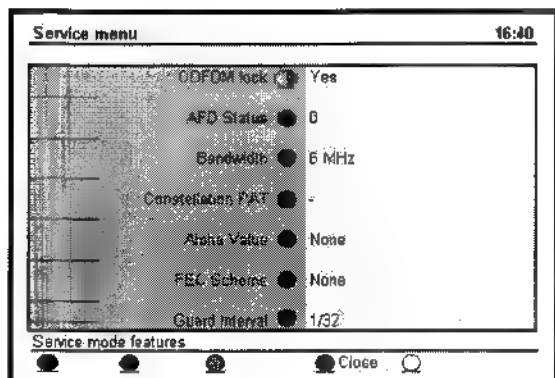 Service menu 16:40
COFDM lock Yes
AFD Status 0
Bandwidth 6 MHz
Constellation PAT -
Alpha Value None
FEC Scheme None
Guard Interval 1/32
Service mode features
Close